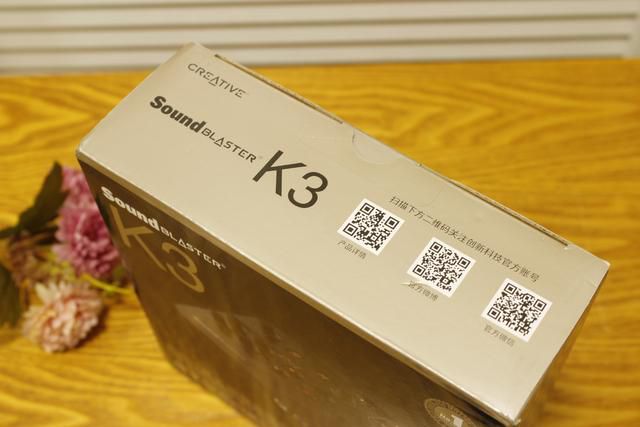 CREATIVE
Sound BLASTER
K3
扫描下方二维码关注创新科技官方账号
产品详情
官方微博
官方微信
Sound BLASTER
K3